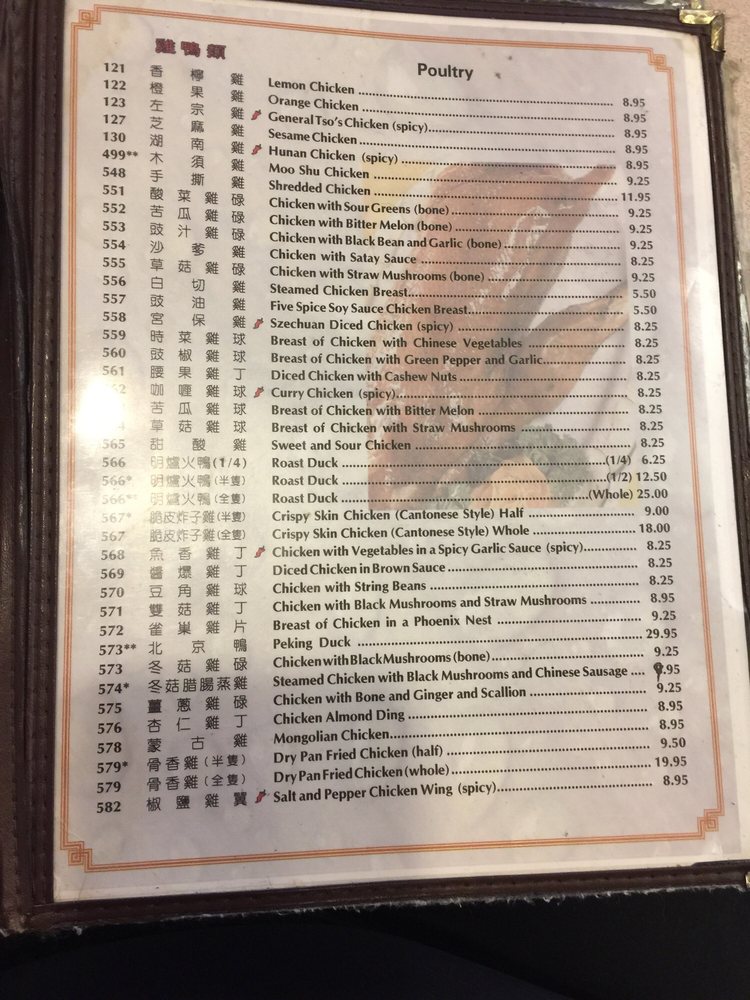 雞鴨類
Poultry
121 香檸雞 Lemon Chicken 8.95
122 橙果雞 Orange Chicken 8.95
123 左宗雞 General Tso's Chicken (spicy) 8.95
127 芝麻雞 Sesame Chicken 8.95
130 湖南雞 Hunan Chicken (spicy) 8.95
499** 木須雞 Moo Shu Chicken 9.25
548 手撕雞 Shredded Chicken 11.95
551 酸菜雞碌 Chicken with Sour Greens (bone) 9.25
552 苦瓜雞碌 Chicken with Bitter Melon (bone) 9.25
553 豉汁雞碌 Chicken with Black Bean and Garlic (bone) 9.25
554 沙爹雞 Chicken with Satay Sauce 8.25
555 草菇雞碌 Chicken with Straw Mushrooms (bone) 9.25
556 白切雞 Steamed Chicken Breast 5.50
557 豉油雞 Five Spice Soy Sauce Chicken Breast 5.50
558 宮保雞 Szechuan Diced Chicken (spicy) 8.25
559 時菜雞球 Breast of Chicken with Chinese Vegetables 8.25
560 豉椒雞球 Breast of Chicken with Green Pepper and Garlic 8.25
561 腰果雞丁 Diced Chicken with Cashew Nuts 8.25
咖喱雞球 Curry Chicken (spicy) 8.25
苦瓜雞球 Breast of Chicken with Bitter Melon 8.25
草菇雞球 Breast of Chicken with Straw Mushrooms 8.25
565 甜酸雞 Sweet and Sour Chicken 8.25
566 明爐火鴨(1/4) Roast Duck (1/4) 6.25
566* 明爐火鴨(半隻) Roast Duck (1/2) 12.50
566** 明爐火鴨(全隻) Roast Duck (Whole) 25.00
567* 脆皮炸子雞(半隻) Crispy Skin Chicken (Cantonese Style) Half 9.00
567 脆皮炸子雞(全隻) Crispy Skin Chicken (Cantonese Style) Whole 18.00
568 魚香雞丁 Chicken with Vegetables in a Spicy Garlic Sauce (spicy) 8.25
569 醬爆雞丁 Diced Chicken in Brown Sauce 8.25
570 豆角雞球 Chicken with String Beans 8.25
571 雙菇雞丁 Chicken with Black Mushrooms and Straw Mushrooms 8.95
572 雀巢雞片 Breast of Chicken in a Phoenix Nest 9.25
573** 北京鴨 Peking Duck 29.95
573 冬菇雞碌 Chicken with Black Mushrooms (bone) 9.25
574* 冬菇腊腸蒸雞 Steamed Chicken with Black Mushrooms and Chinese Sausage 9.95
575 薑蔥雞碌 Chicken with Bone and Ginger and Scallion 9.25
576 杏仁雞丁 Chicken Almond Ding 8.95
578 蒙古雞 Mongolian Chicken 8.95
579* 骨香雞(半隻) Dry Pan Fried Chicken (half) 9.50
579 骨香雞(全隻) Dry Pan Fried Chicken (whole) 19.95
582 椒鹽雞翼 Salt and Pepper Chicken Wing (spicy) 8.95